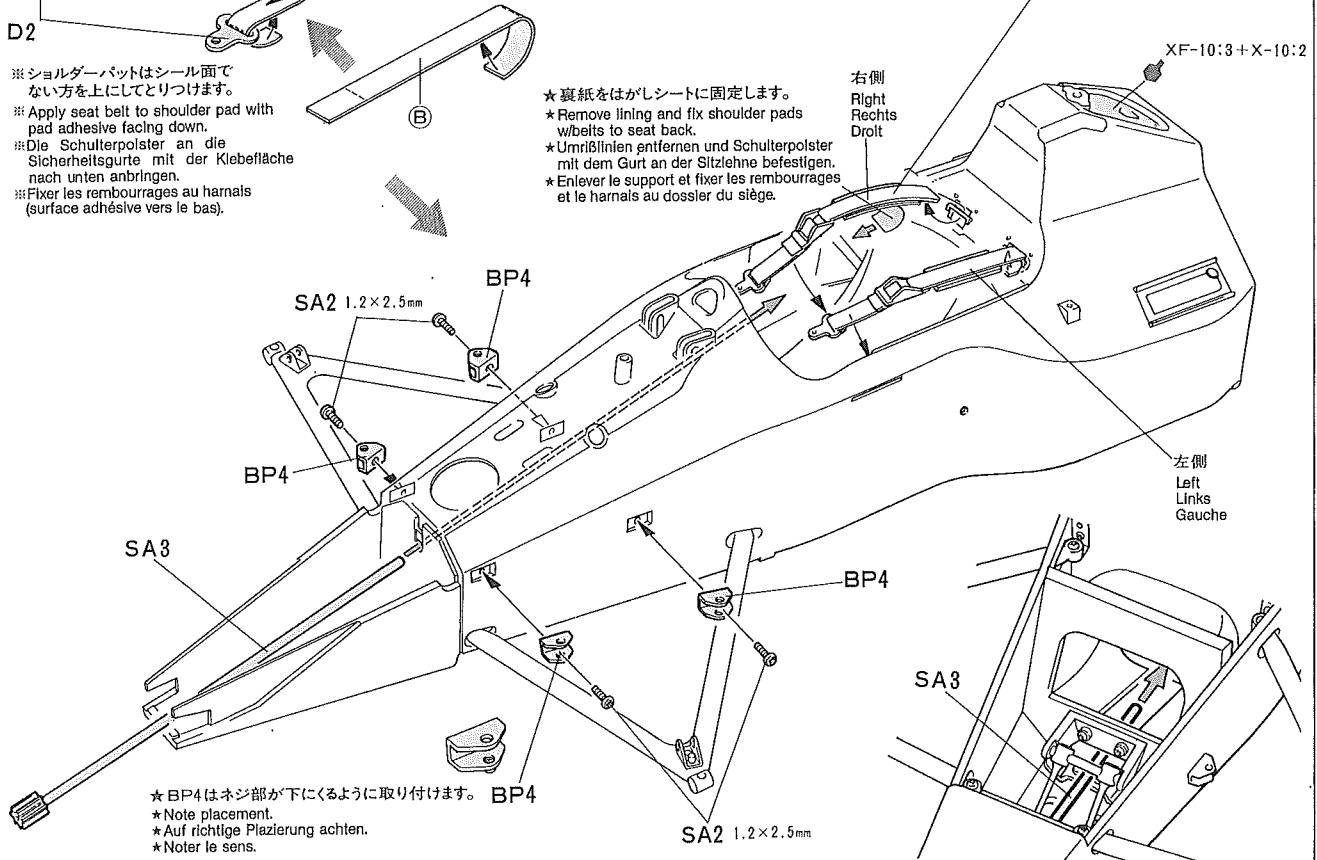 D2
※ショルダーパットはシール面で
ない方を上にしてとりつけます。
※Apply seat belt to shoulder pad with
pad adhesive facing down.
※Die Schulterpolster an die
Sicherheitsgurte mit der Klebefläche
nach unten anbringen.
※Fixer les rembourrages au harnais
(surface adhésive vers le bas).
B
★裏紙をはがしシートに固定します。
★Remove lining and fix shoulder pads
w/belts to seat back.
★Umrißlinien entfernen und Schulterpolster
mit dem Gurt an der Sitzlehne befestigen.
★Enlever le support et fixer les rembourrages
et le harnais au dossier du siège.
右側
Right
Rechts
Droit
XF-10:3+X-10:2
SA2 1.2×2.5mm
BP4
BP4
SA3
左側
Left
Links
Gauche
BP4
SA3
★BP4はネジ部が下にくるように取り付けます。
★Note placement.
★Auf richtige Plazierung achten.
★Noter le sens.
BP4
SA2 1.2×2.5mm